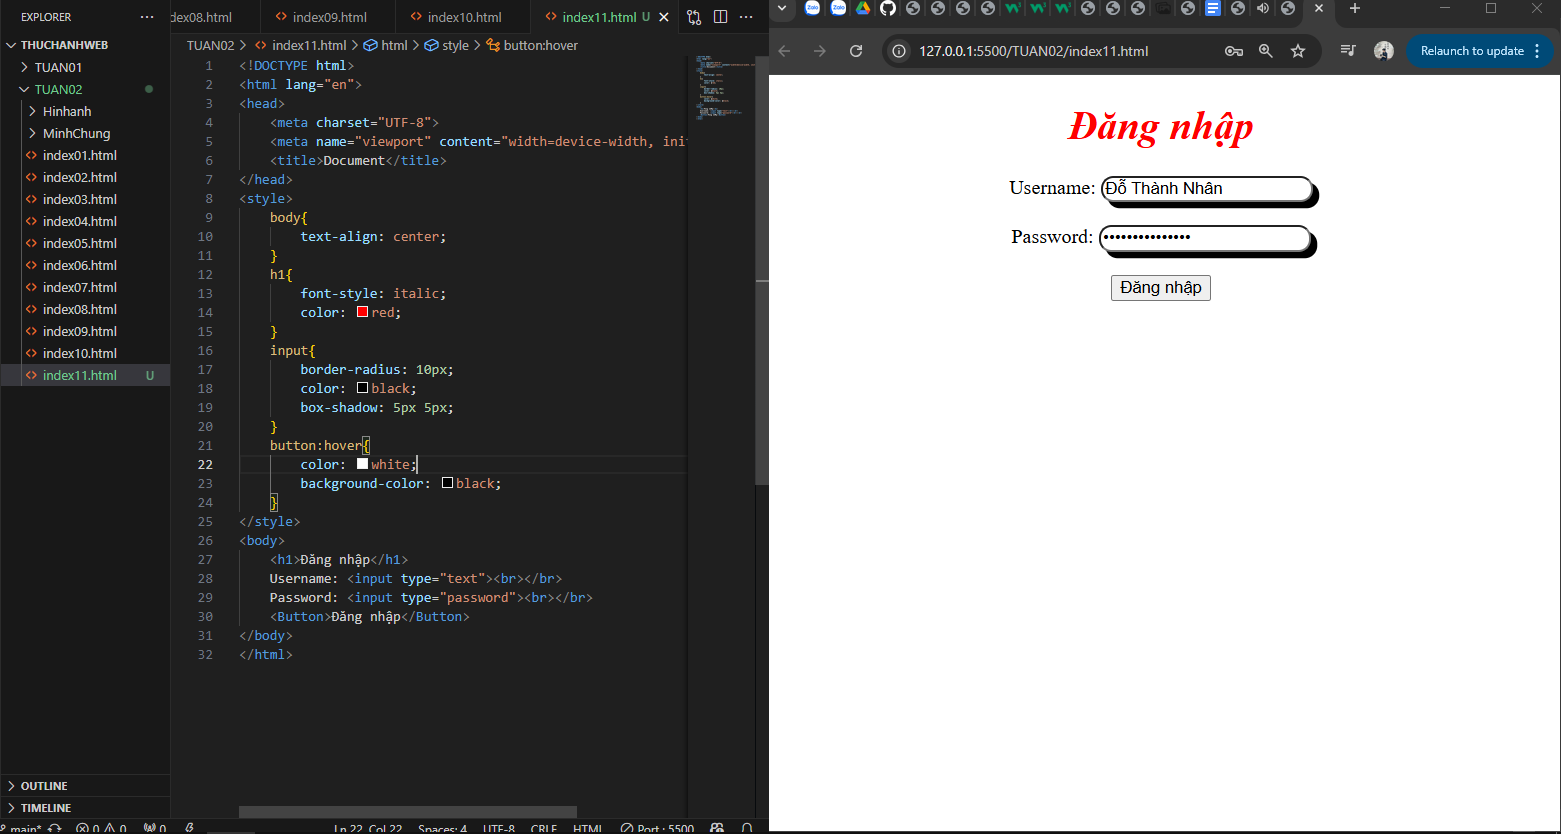 EXPLORER
THUCHANHWEB
TUAN01
TUAN02
Hinhanh
MinhChung
index01.html
index02.html
index03.html
index04.html
index05.html
index06.html
index07.html
index08.html
index09.html
index10.html
index11.html U
OUTLINE
TIMELINE
dex08.html index09.html index10.html index11.html U
TUAN02 > index11.html > html > style > button:hover
1 <!DOCTYPE html>
2 <html lang="en">
3 <head>
4 <meta charset="UTF-8">
5 <meta name="viewport" content="width=device-width, init
6 <title>Document</title>
7 </head>
8 <style>
9 body{
10 text-align: center;
11 }
12 h1{
13 font-style: italic;
14 color: red;
15 }
16 input{
17 border-radius: 10px;
18 color: black;
19 box-shadow: 5px 5px;
20 }
21 button:hover{
22 color: white;
23 background-color: black;
24 }
25 </style>
26 <body>
27 <h1>Đăng nhập</h1>
28 Username: <input type="text"><br></br>
29 Password: <input type="password"><br></br>
30 <Button>Đăng nhập</Button>
31 </body>
32 </html>
main* 0 0 0 Ln 22, Col 22 Spaces: 4 UTF-8 CRLF HTML Port : 5500
Zalo Zalo
127.0.0.1:5500/TUAN02/index11.html
Relaunch to update
Đăng nhập
Username: Đỗ Thành Nhân
Password: •••••••••••••••
Đăng nhập